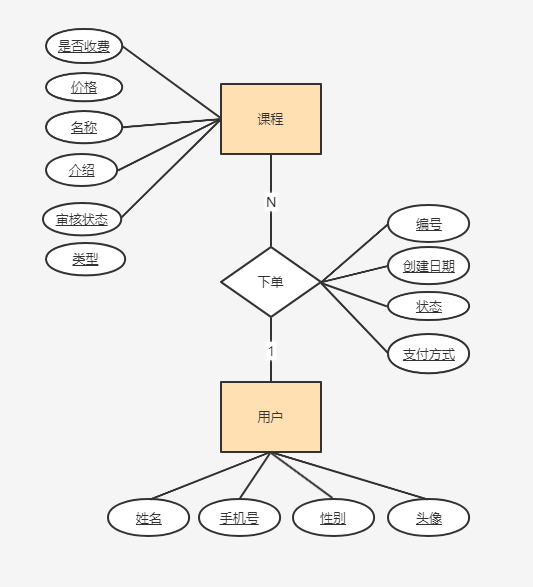 是否收费
价格
名称
介绍
审核状态
类型
课程
N
下单
编号
创建日期
状态
支付方式
1
用户
姓名
手机号
性别
头像